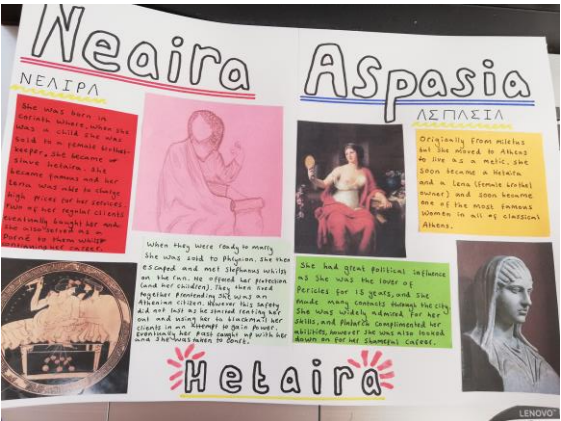 Neaira
ΝΕΛΙΡΛ
She was born in
Corinth where, when she
was a child she was
sold to a female brothel-
keeper. She became
slave hetaira. She
became famous and her
was able to charge
high prices for her services.
Two of her regular clients
eventually bought her and
she also served as a
Porne to them whilst
continuing her career.
When they were ready to marry
she was sold to Phrynion, she then
escaped and met Stephanus whilst
on the run. He offered her protection
(and her children). They then lived
together pretending she was an
Athenian citizen. However this safety
did not last as he started renting her
out and using her to blackmail her
clients in an attempt to gain power.
Eventually her past caught up with her
and she was taken to court.
Aspasia
ΑΣΠΑΣΙΛ
Originally from Miletus
but she moved to Athens
to live as a metic. She
soon became a Hetaira
and a lena (female brothel
owner) and soon became
one of the most famous
women in all of classical
Athens.
She had great political influence
as she was the lover of
Pericles for 15 years, and she
made many contacts through the city.
She was widely admired for her
skills, and Plutarch complimented her
abilities, however she was also looked
down on for her shameful career.
Hetaira
LENOVO